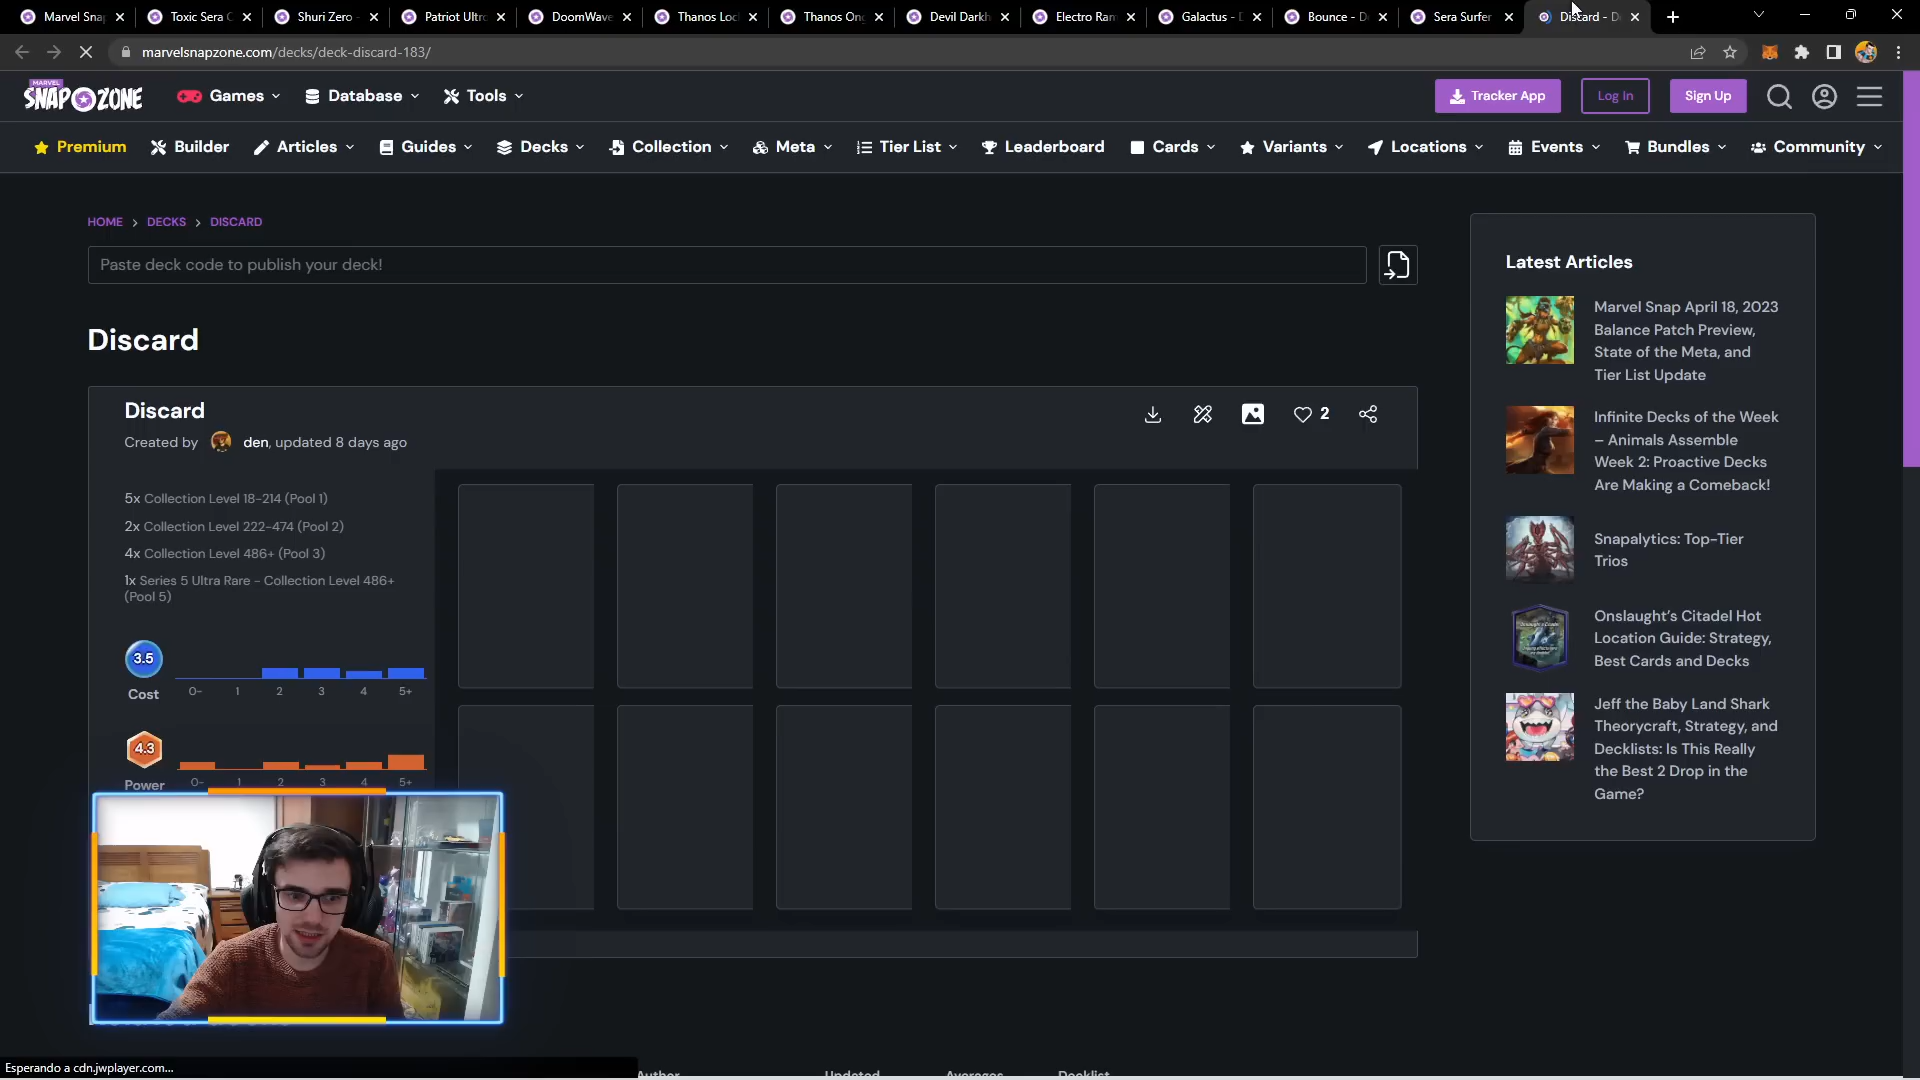 Marvel Snap
Toxic Sera C
Shuri Zero -
Patriot Ultro
DoomWave
Thanos Loc
Thanos Ong
Devil Darkh
Electro Ram
Galactus - D
Bounce - D
Sera Surfer
Discard - D
marvelsnapzone.com/decks/deck-discard-183/
MARVEL
SNAP ZONE
Games
Database
Tools
Tracker App
Log In
Sign Up
Premium
Builder
Articles
Guides
Decks
Collection
Meta
Tier List
Leaderboard
Cards
Variants
Locations
Events
Bundles
Community
HOME > DECKS > DISCARD
Paste deck code to publish your deck!
Discard
Discard
Created by den, updated 8 days ago
2
5x Collection Level 18-214 (Pool 1)
2x Collection Level 222-474 (Pool 2)
4x Collection Level 486+ (Pool 3)
1x Series 5 Ultra Rare - Collection Level 486+
(Pool 5)
3.5
Cost
0- 1 2 3 4 5+
4.3
Power
0- 1 2 3 4 5+
Latest Articles
Marvel Snap April 18, 2023
Balance Patch Preview,
State of the Meta, and
Tier List Update
Infinite Decks of the Week
– Animals Assemble
Week 2: Proactive Decks
Are Making a Comeback!
Snapalytics: Top-Tier
Trios
Onslaught's Citadel Hot
Location Guide: Strategy,
Best Cards and Decks
Jeff the Baby Land Shark
Theorycraft, Strategy, and
Decklists: Is This Really
the Best 2 Drop in the
Game?
Esperando a cdn.jwplayer.com...
Author
Updated
Averages
Decklist